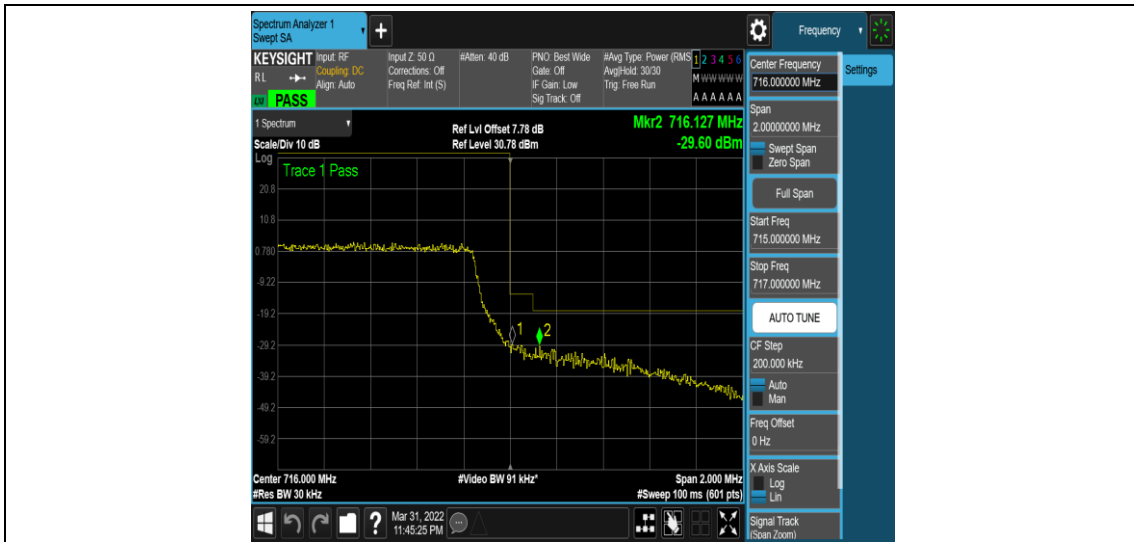 Spectrum Analyzer 1
Swept SA
Frequency
KEYSIGHT
RL
PASS
Input: RF
Coupling: DC
Align: Auto
Input Z: 50 Ω
Corrections: Off
Freq Ref: Int (S)
#Atten: 40 dB
PNO: Best Wide
Gate: Off
IF Gain: Low
Sig Track: Off
#Avg Type: Power (RMS
Avg|Hold: 30/30
Trig: Free Run
1 2 3 4 5 6
M W W W W W
A A A A A A
Center Frequency
716.000000 MHz
Settings
Span
2.00000000 MHz
Swept Span
Zero Span
Full Span
Start Freq
715.000000 MHz
Stop Freq
717.000000 MHz
AUTO TUNE
CF Step
200.000 kHz
Auto
Man
Freq Offset
0 Hz
X Axis Scale
Log
Lin
Signal Track
(Span Zoom)
1 Spectrum
Scale/Div 10 dB
Ref Lvl Offset 7.78 dB
Ref Level 30.78 dBm
Mkr2 716.127 MHz
-29.60 dBm
Log
Trace 1 Pass
20.8
10.8
0.780
-9.22
-19.2
-29.2
-39.2
-49.2
-59.2
1
2
Center 716.000 MHz
#Video BW 91 kHz*
Span 2.000 MHz
#Res BW 30 kHz
#Sweep 100 ms (601 pts)
?
Mar 31, 2022
11:45:25 PM